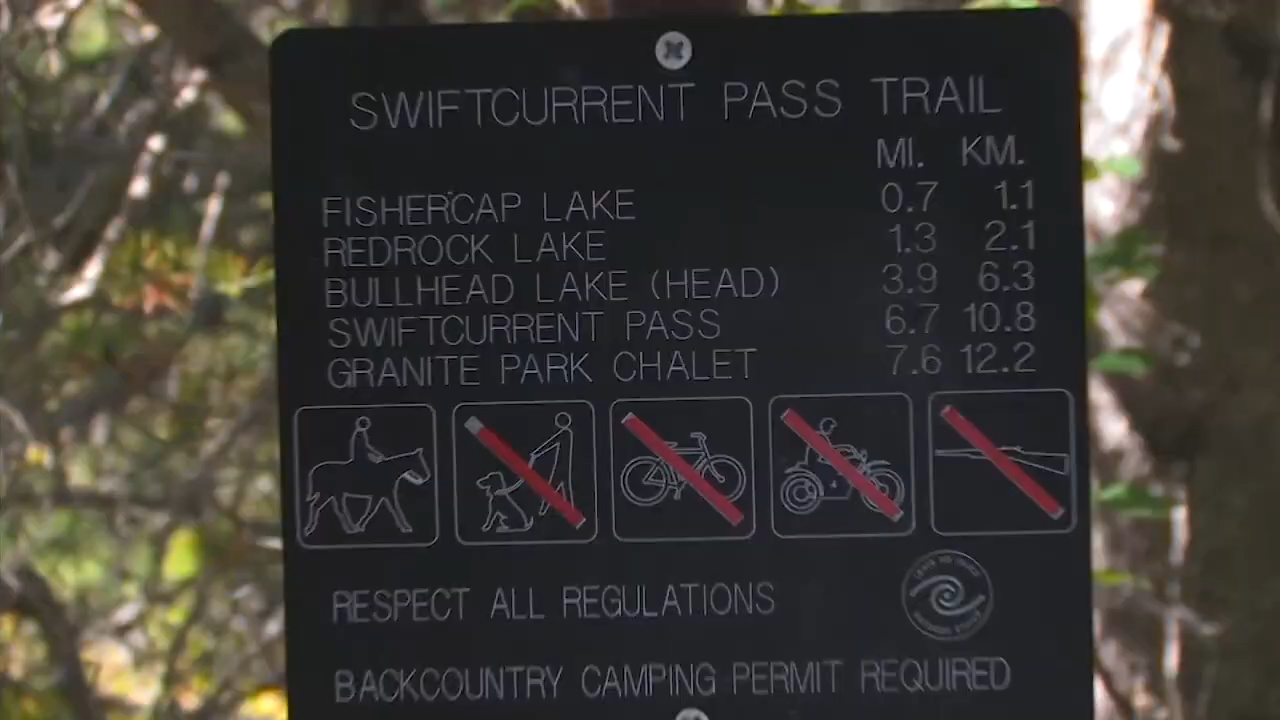 SWIFTCURRENT PASS TRAIL
MI. KM.
FISHERCAP LAKE 0.7 1.1
REDROCK LAKE 1.3 2.1
BULLHEAD LAKE (HEAD) 3.9 6.3
SWIFTCURRENT PASS 6.7 10.8
GRANITE PARK CHALET 7.6 12.2
RESPECT ALL REGULATIONS
BACKCOUNTRY CAMPING PERMIT REQUIRED